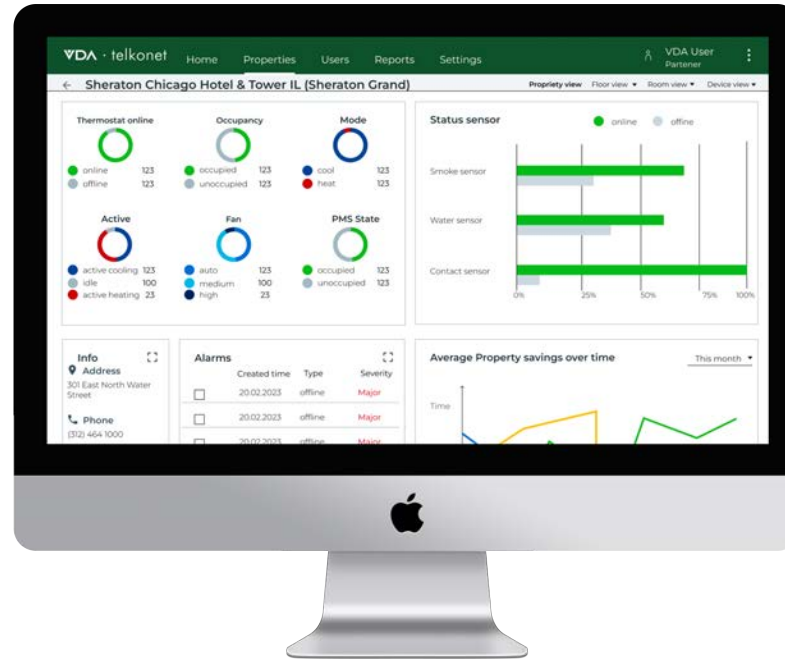 VDA · telkonet Home Properties Users Reports Settings
VDA User
Partener
← Sheraton Chicago Hotel & Tower IL (Sheraton Grand)
Propriety view Floor view ▾ Room view ▾ Device view ▾
Thermostat online
online 123
offline 123
Occupancy
occupied 123
unoccupied 123
Mode
cool 123
heat 123
Active
active cooling 123
idle 100
active heating 23
Fan
auto 123
medium 100
high 23
PMS State
occupied 123
unoccupied 123
Status sensor
online offine
Smoke sensor
Water sensor
Contact sensor
0% 25% 50% 75% 100%
Info
Address
301 East North Water
Street
Phone
(312) 464 1000
Alarms
Created time Type Severity
20.02.2023 offline Major
20.02.2023 offline Major
20.02.2023 offline Major
Average Property savings over time
This month
Time